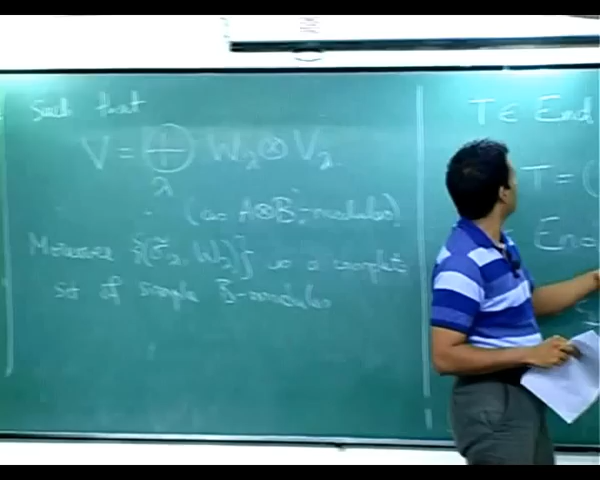 Such that
V = ⊕ W_λ ⊗ V_λ
λ
(as A⊗B-modules)
Moreover {(σ_λ, W_λ)} is a complete
set of simple B-modules
T ∈ End
T = (
End